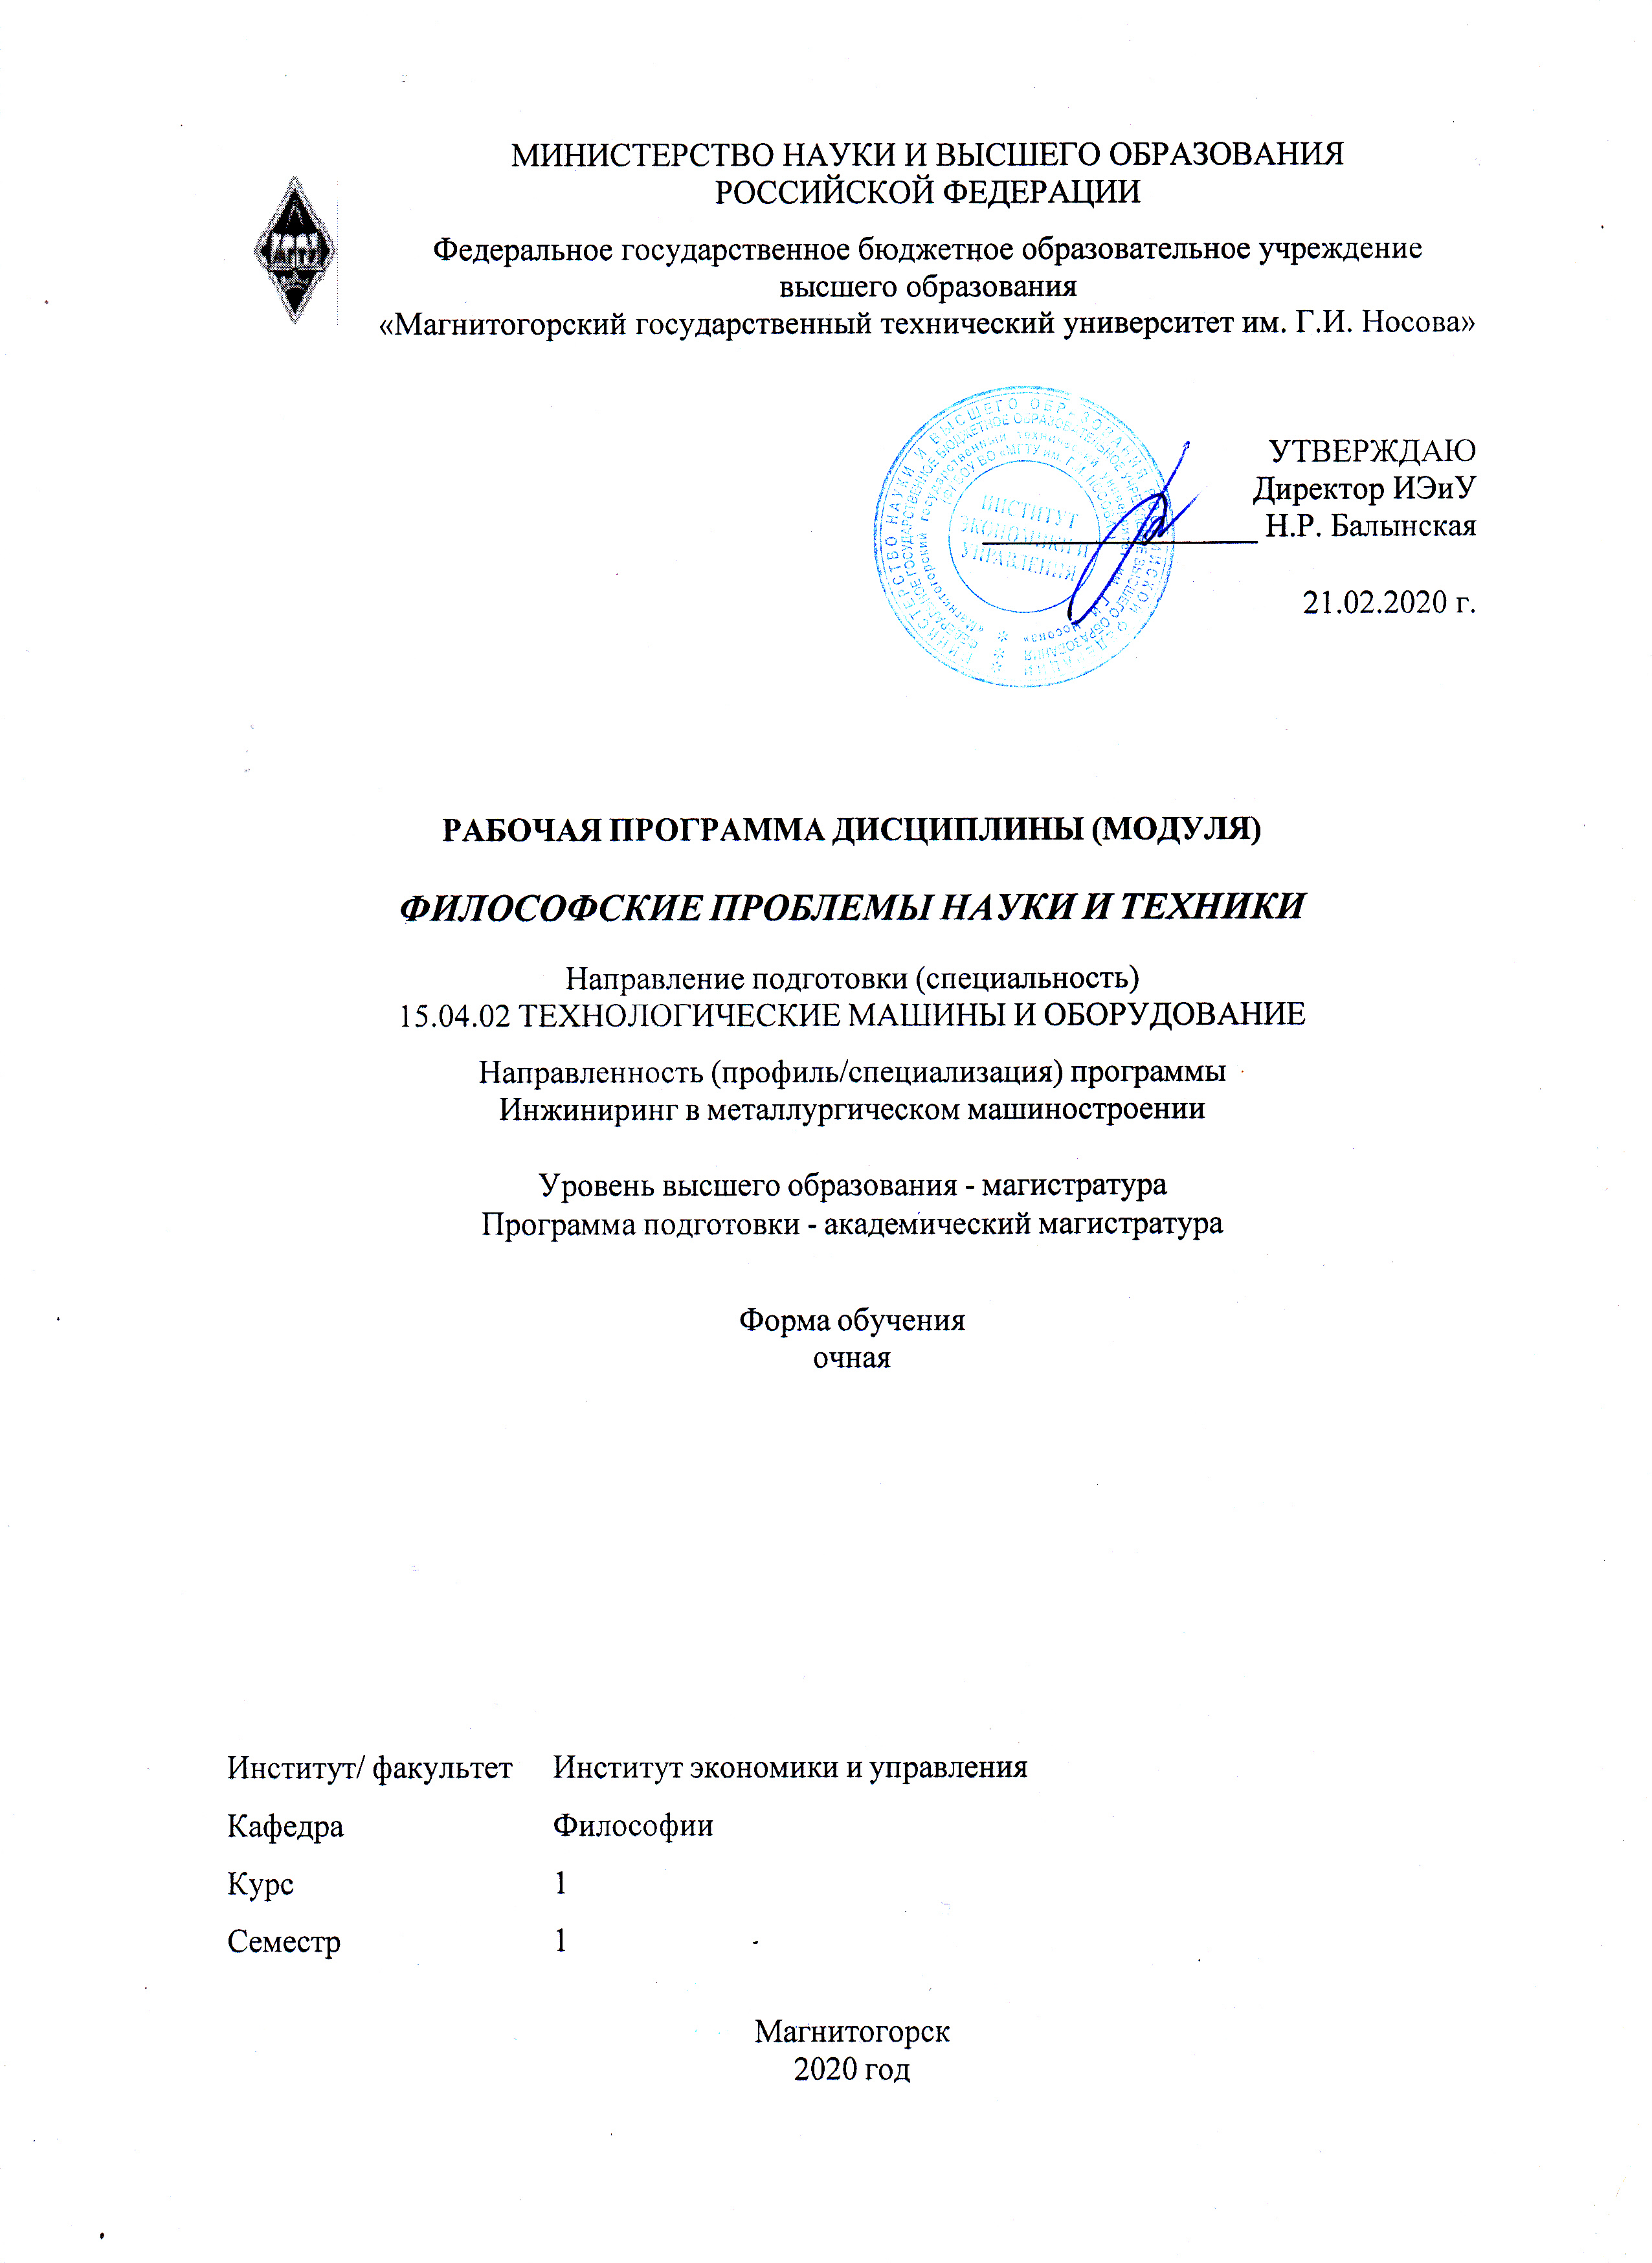 МИНИСТЕРСТВО НАУКИ И ВЫСШЕГО ОБРАЗОВАНИЯ
РОССИЙСКОЙ ФЕДЕРАЦИИ
Федеральное государственное бюджетное образовательное учреждение
высшего образования
«Магнитогорский государственный технический университет им. Г.И. Носова»
УТВЕРЖДАЮ
Директор ИЭиУ
Н.Р. Балынская
21.02.2020 г.
ИНСТИТУТ
ЭКОНОМИКИ И
УПРАВЛЕНИЯ
РАБОЧАЯ ПРОГРАММА ДИСЦИПЛИНЫ (МОДУЛЯ)
ФИЛОСОФСКИЕ ПРОБЛЕМЫ НАУКИ И ТЕХНИКИ
Направление подготовки (специальность)
15.04.02 ТЕХНОЛОГИЧЕСКИЕ МАШИНЫ И ОБОРУДОВАНИЕ
Направленность (профиль/специализация) программы
Инжиниринг в металлургическом машиностроении
Уровень высшего образования - магистратура
Программа подготовки - академический магистратура
Форма обучения
очная
Институт/ факультет Институт экономики и управления
Кафедра Философии
Курс 1
Семестр 1
Магнитогорск
2020 год